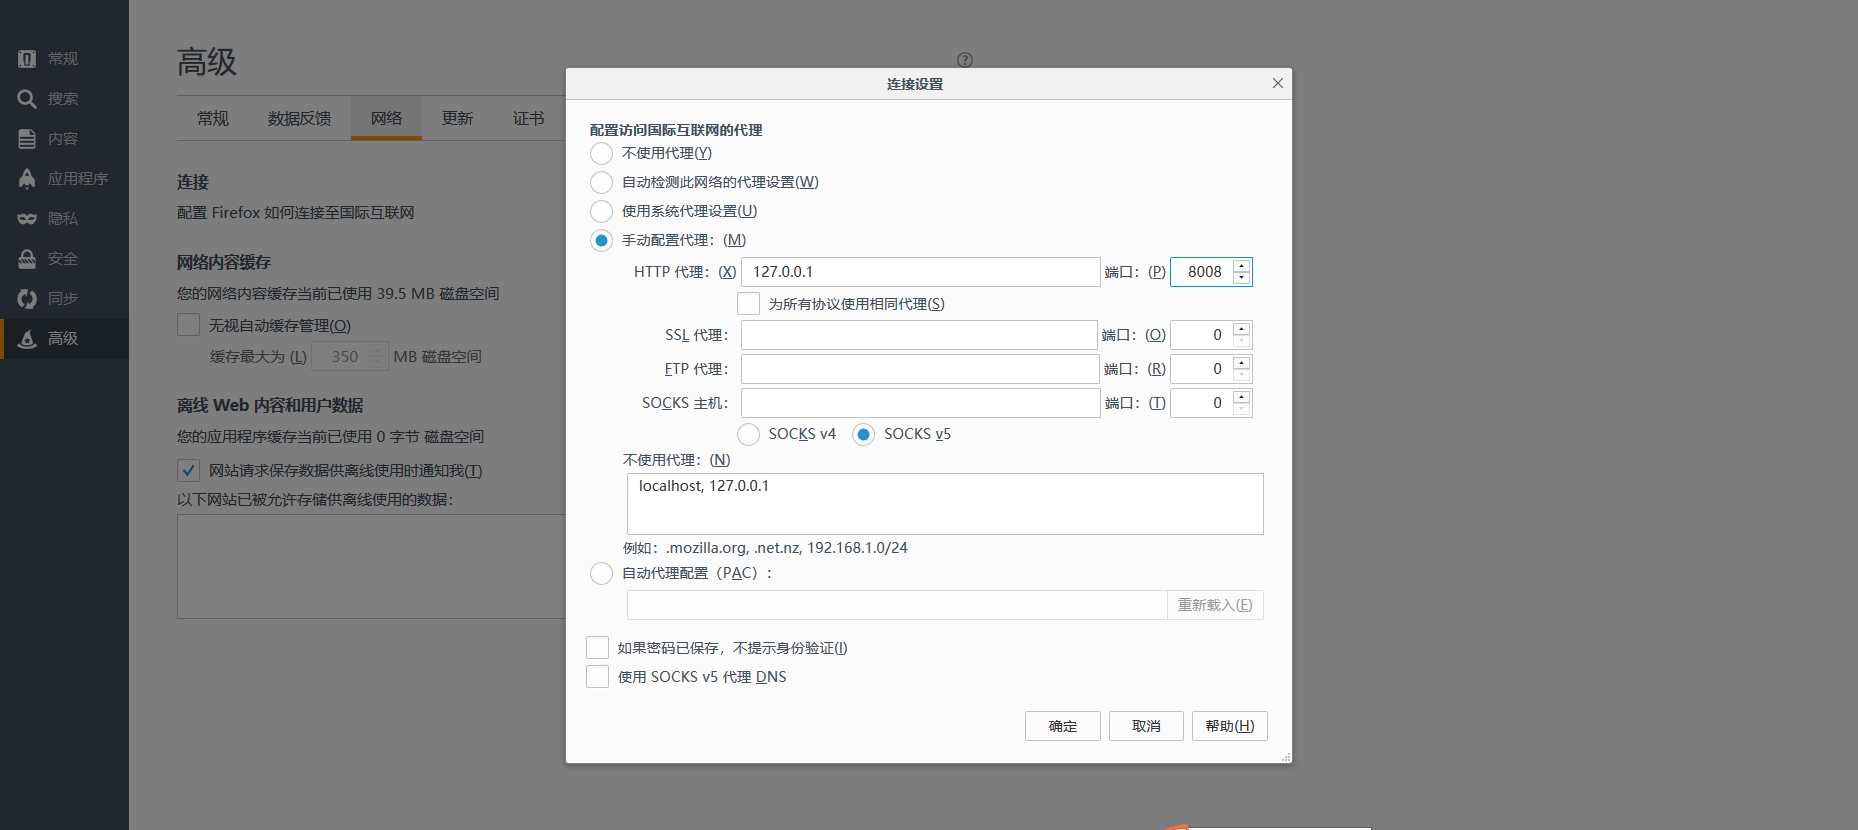 常规
搜索
内容
应用程序
隐私
安全
同步
高级
高级
常规 数据反馈 网络 更新 证书
连接
配置 Firefox 如何连接至国际互联网
网络内容缓存
您的网络内容缓存当前已使用 39.5 MB 磁盘空间
无视自动缓存管理(O)
缓存最大为 (L) 350 MB 磁盘空间
离线 Web 内容和用户数据
您的应用程序缓存当前已使用 0 字节 磁盘空间
网站请求保存数据供离线使用时通知我(T)
以下网站已被允许存储供离线使用的数据：
连接设置
配置访问国际互联网的代理
不使用代理(Y)
自动检测此网络的代理设置(W)
使用系统代理设置(U)
手动配置代理：(M)
HTTP 代理：(X) 127.0.0.1 端口：(P) 8008
为所有协议使用相同代理(S)
SSL 代理： 端口：(O) 0
FTP 代理： 端口：(R) 0
SOCKS 主机： 端口：(T) 0
SOCKS v4 SOCKS v5
不使用代理：(N)
localhost, 127.0.0.1
例如：.mozilla.org, .net.nz, 192.168.1.0/24
自动代理配置（PAC）：
重新载入(E)
如果密码已保存，不提示身份验证(I)
使用 SOCKS v5 代理 DNS
确定 取消 帮助(H)